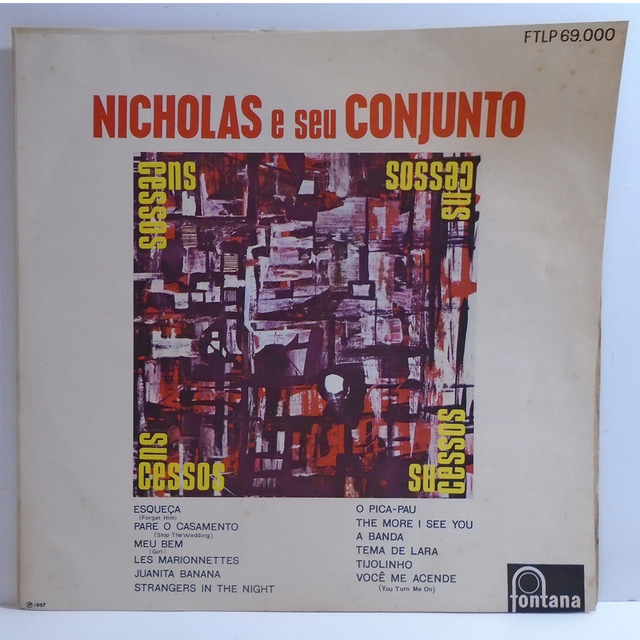 FTLP 69.000
NICHOLAS e seu CONJUNTO
sucessos
sucessos
sucessos
sucessos
ESQUEÇA
(Forget Him)
PARE O CASAMENTO
(Stop The Wedding)
MEU BEM
(Girl)
LES MARIONNETTES
JUANITA BANANA
STRANGERS IN THE NIGHT
O PICA-PAU
THE MORE I SEE YOU
A BANDA
TEMA DE LARA
TIJOLINHO
VOCÊ ME ACENDE
(You Turn Me On)
fontana